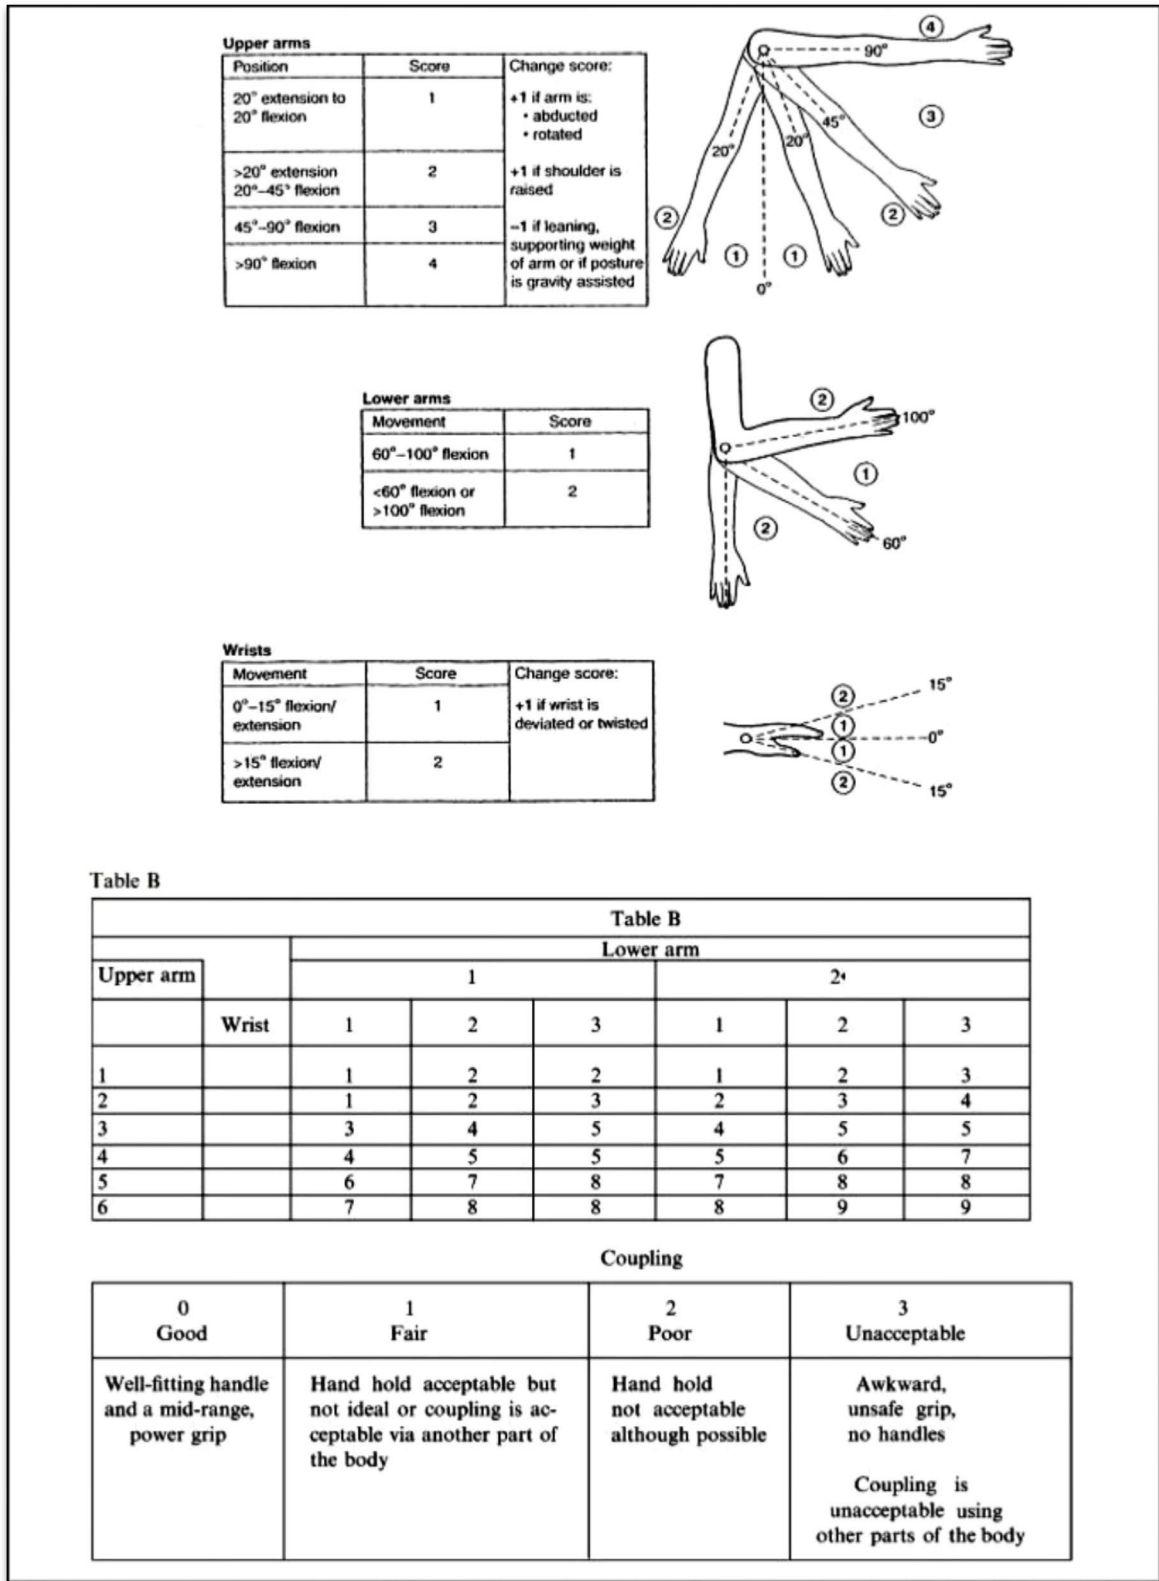 Upper arms
Position Score Change score:
20° extension to 20° flexion 1 +1 if arm is:
• abducted
• rotated
>20° extension 20°–45° flexion 2 +1 if shoulder is raised
45°–90° flexion 3 –1 if leaning, supporting weight of arm or if posture is gravity assisted
>90° flexion 4
4
90°
3
45°
20°
20°
2
2
1
1
0°
Lower arms
Movement Score
60°–100° flexion 1
<60° flexion or >100° flexion 2
2
100°
1
2
60°
Wrists
Movement Score Change score:
0°–15° flexion/ extension 1 +1 if wrist is deviated or twisted
>15° flexion/ extension 2
15°
2
1
0°
1
2
15°
Table B
Table B
Lower arm
Upper arm 1 2
Wrist 1 2 3 1 2 3
1 1 2 2 1 2 3
2 1 2 3 2 3 4
3 3 4 5 4 5 5
4 4 5 5 5 6 7
5 6 7 8 7 8 8
6 7 8 8 8 9 9
Coupling
0 1 2 3
Good Fair Poor Unacceptable
Well-fitting handle and a mid-range, power grip
Hand hold acceptable but not ideal or coupling is ac-
ceptable via another part of the body
Hand hold not acceptable although possible
Awkward, unsafe grip, no handles
Coupling is unacceptable using other parts of the body